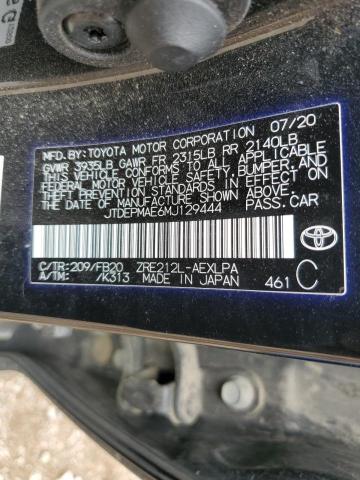 MFD. BY: TOYOTA MOTOR CORPORATION 07/20
GVWR 3935LB GAWR FR 2315LB RR 2140LB
THIS VEHICLE CONFORMS TO ALL APPLICABLE
FEDERAL MOTOR VEHICLE SAFETY, BUMPER, AND
THEFT PREVENTION STANDARDS IN EFFECT ON
THE DATE OF MANUFACTURE SHOWN ABOVE.
JTDEPMAE6MJ129444 PASS. CAR
C/TR: 209/FB20 ZRE212L-AEXLPA
A/TM: /K313 MADE IN JAPAN 461 C